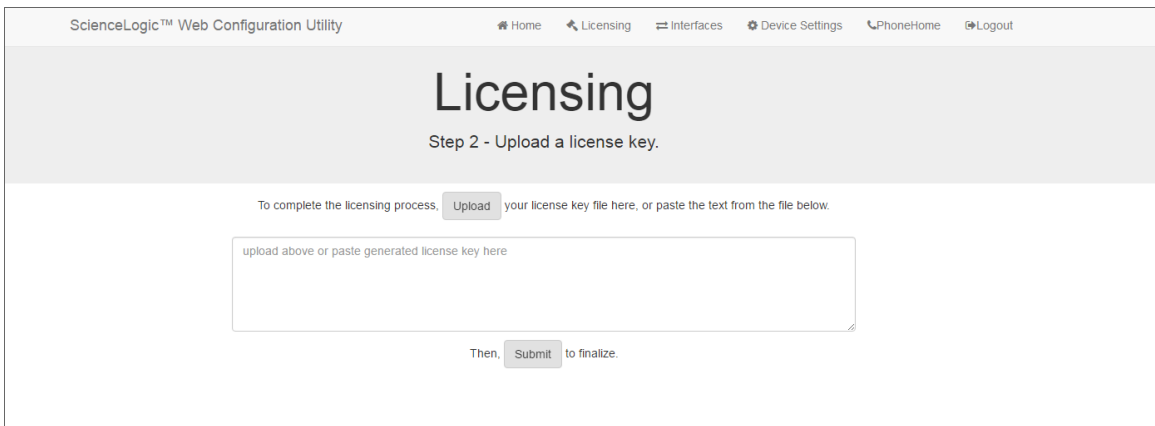 ScienceLogic™ Web Configuration Utility Home Licensing Interfaces Device Settings PhoneHome Logout
Licensing
Step 2 - Upload a license key.
To complete the licensing process, Upload your license key file here, or paste the text from the file below.
upload above or paste generated license key here
Then, Submit to finalize.